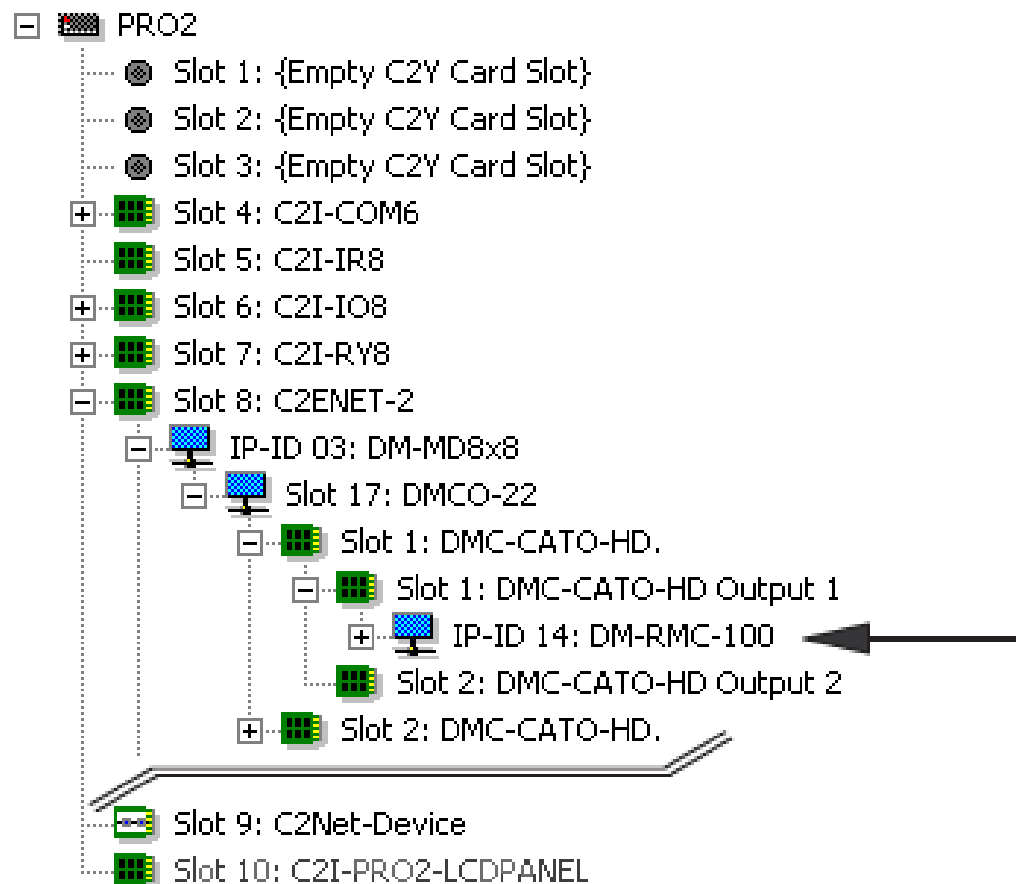 PRO2
Slot 1: {Empty C2Y Card Slot}
Slot 2: {Empty C2Y Card Slot}
Slot 3: {Empty C2Y Card Slot}
Slot 4: C2I-COM6
Slot 5: C2I-IR8
Slot 6: C2I-IO8
Slot 7: C2I-RY8
Slot 8: C2ENET-2
IP-ID 03: DM-MD8x8
Slot 17: DMCO-22
Slot 1: DMC-CATO-HD.
Slot 1: DMC-CATO-HD Output 1
IP-ID 14: DM-RMC-100
Slot 2: DMC-CATO-HD Output 2
Slot 2: DMC-CATO-HD.
Slot 9: C2Net-Device
Slot 10: C2I-PRO2-LCDPANEL